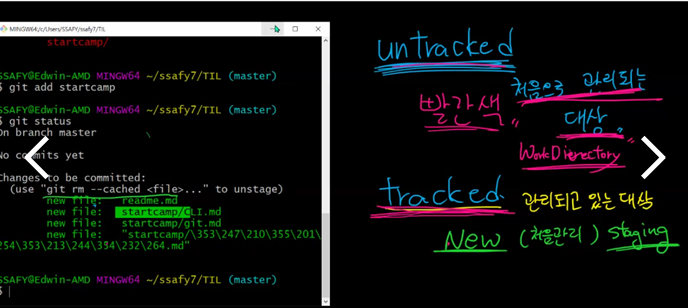 MINGW64:/c/Users/SSAFY/ssafy7/TIL
startcamp/
SSAFY@Edwin-AMD MINGW64 ~/ssafy7/TIL (master)
$ git add startcamp
SSAFY@Edwin-AMD MINGW64 ~/ssafy7/TIL (master)
$ git status
On branch master
No commits yet
Changes to be committed:
(use "git rm --cached <file>..." to unstage)
new file: readme.md
new file: startcamp/CLI.md
new file: startcamp/git.md
new file: "startcamp/\353\247\210\355\201\
254\353\213\244\354\232\264.md"
SSAFY@Edwin-AMD MINGW64 ~/ssafy7/TIL (master)
$
untracked
빨간색 처음으로 관리되는
대상
Work Directory
tracked 관리되고 있는 대상
New (처음관리) staging